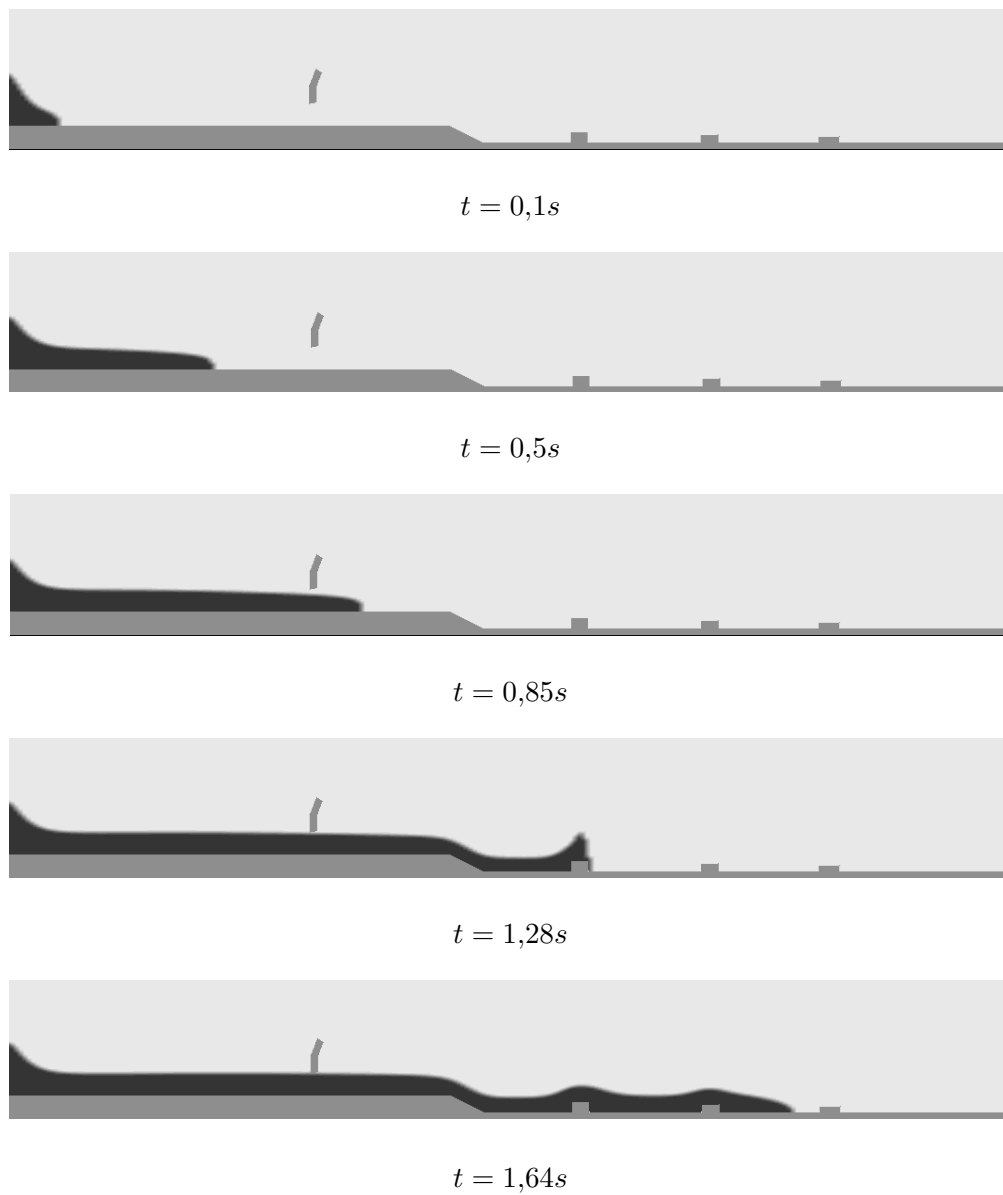 t = 0,1s
t = 0,5s
t = 0,85s
t = 1,28s
t = 1,64s